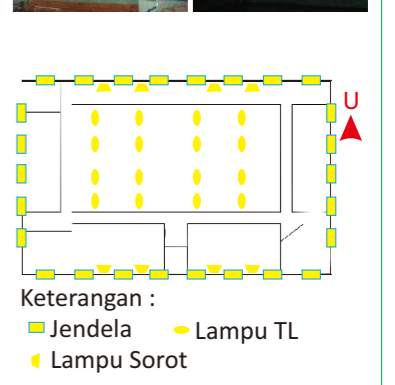 U
Keterangan :
Jendela
Lampu TL
Lampu Sorot